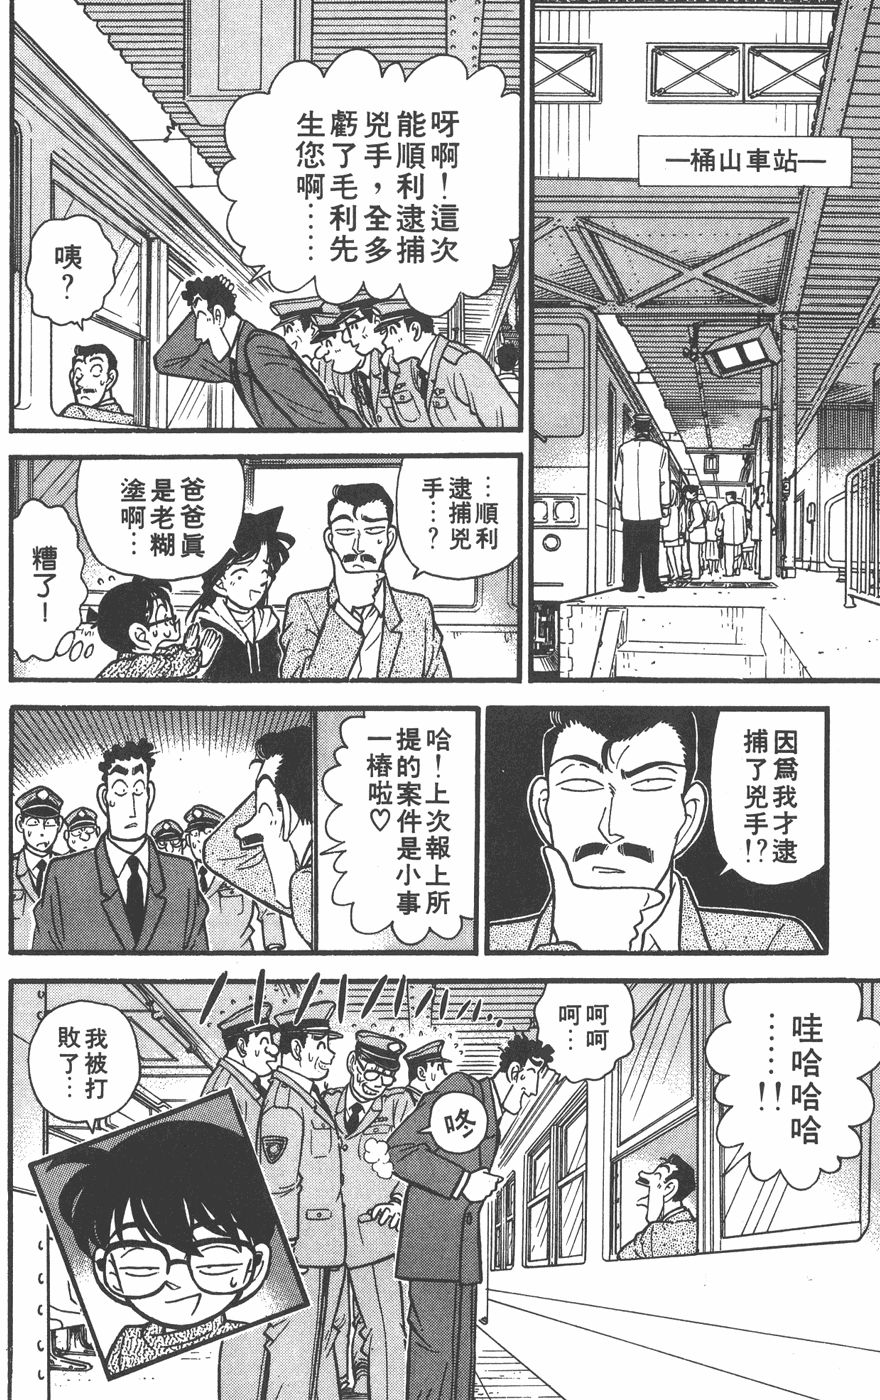 —桶山車站—
呀啊！這次
能順利逮捕
兇手，全多
虧了毛利先
生您啊……
咦？
…順利
逮捕兇
手…？
爸爸眞
是老糊
塗啊…
糟了！
因爲我才逮
捕了兇手!?
哈！上次報上所
提的案件是小事
一樁啦♡
哇哈哈哈
……!!
呵呵
呵…
咚
我被打
敗了…